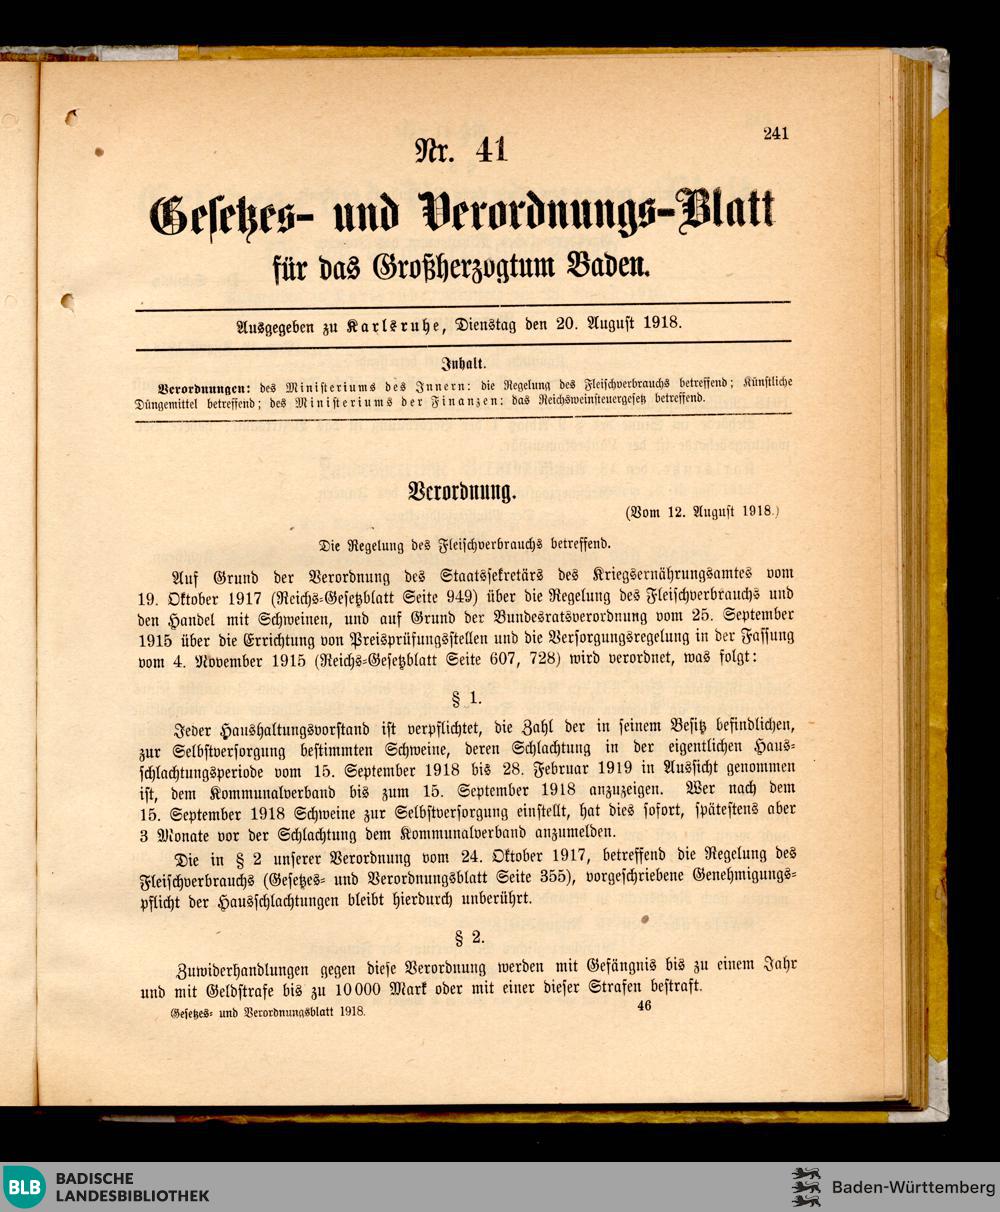 241
Nr. 41
Gesetzes- und Verordnungs-Blatt
für das Großherzogtum Baden.
Ausgegeben zu Karlsruhe, Dienstag den 20. August 1918.
Inhalt.
Verordnungen: des Ministeriums des Innern: die Regelung des Fleischverbrauchs betreffend; Künstliche
Düngemittel betreffend; des Ministeriums der Finanzen: das Reichsweinsteuergesetz betreffend.
Verordnung.
(Vom 12. August 1918.)
Die Regelung des Fleischverbrauchs betreffend.
Auf Grund der Verordnung des Staatssekretärs des Kriegsernährungsamtes vom
19. Oktober 1917 (Reichs-Gesetzblatt Seite 949) über die Regelung des Fleischverbrauchs und
den Handel mit Schweinen, und auf Grund der Bundesratsverordnung vom 25. September
1915 über die Errichtung von Preisprüfungsstellen und die Versorgungsregelung in der Fassung
vom 4. November 1915 (Reichs-Gesetzblatt Seite 607, 728) wird verordnet, was folgt:
§ 1.
Jeder Haushaltungsvorstand ist verpflichtet, die Zahl der in seinem Besitz befindlichen,
zur Selbstversorgung bestimmten Schweine, deren Schlachtung in der eigentlichen Haus-
schlachtungsperiode vom 15. September 1918 bis 28. Februar 1919 in Aussicht genommen
ist, dem Kommunalverband bis zum 15. September 1918 anzuzeigen. Wer nach dem
15. September 1918 Schweine zur Selbstversorgung einstellt, hat dies sofort, spätestens aber
3 Monate vor der Schlachtung dem Kommunalverband anzumelden.
Die in § 2 unserer Verordnung vom 24. Oktober 1917, betreffend die Regelung des
Fleischverbrauchs (Gesetzes- und Verordnungsblatt Seite 355), vorgeschriebene Genehmigungs-
pflicht der Hausschlachtungen bleibt hierdurch unberührt.
§ 2.
Zuwiderhandlungen gegen diese Verordnung werden mit Gefängnis bis zu einem Jahr
und mit Geldstrafe bis zu 10 000 Mark oder mit einer dieser Strafen bestraft.
Gesetzes- und Verordnungsblatt 1918.
46
BLB
BADISCHE
LANDESBIBLIOTHEK
Baden-Württemberg